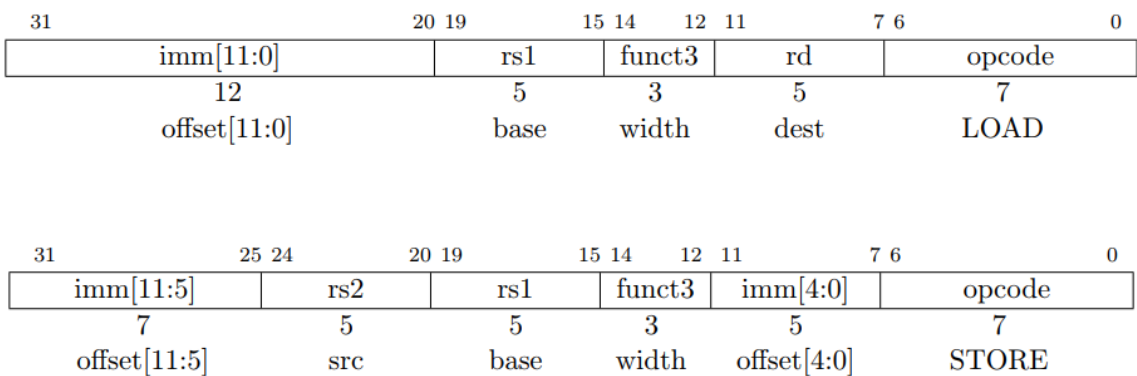 31 20 19 15 14 12 11 7 6 0
imm[11:0] rs1 funct3 rd opcode
12 5 3 5 7
offset[11:0] base width dest LOAD
31 25 24 20 19 15 14 12 11 7 6 0
imm[11:5] rs2 rs1 funct3 imm[4:0] opcode
7 5 5 3 5 7
offset[11:5] src base width offset[4:0] STORE